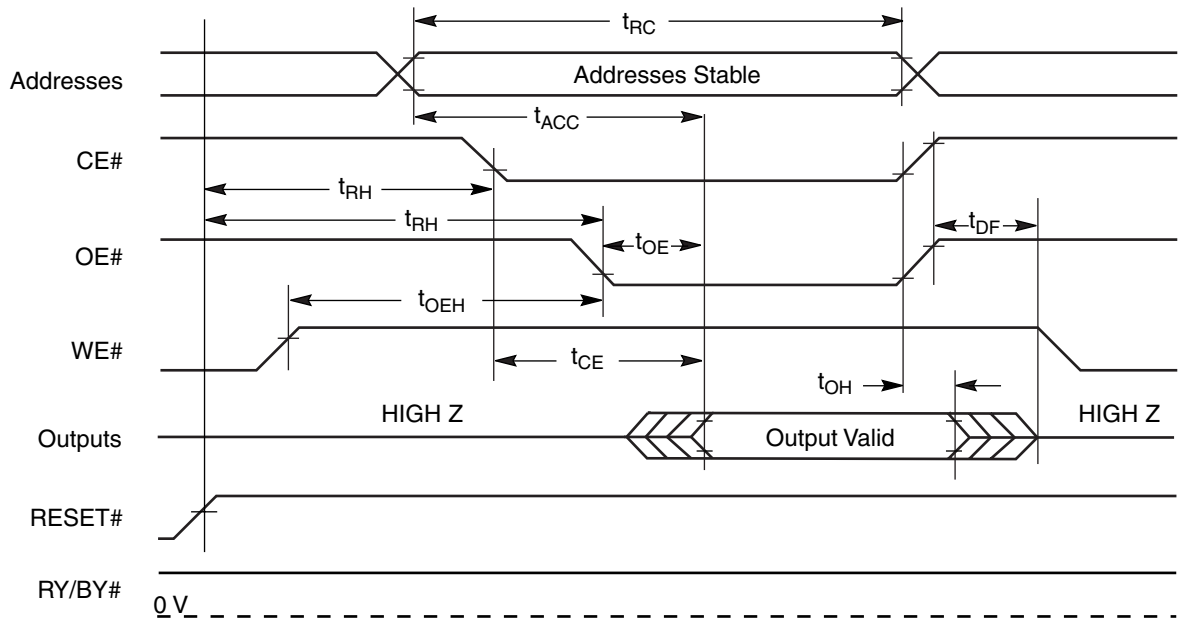 tRC
Addresses
Addresses Stable
tACC
CE#
tRH
tRH
tDF
OE#
tOE
tOEH
WE#
tCE
tOH
HIGH Z
HIGH Z
Outputs
Output Valid
RESET#
RY/BY#
0 V